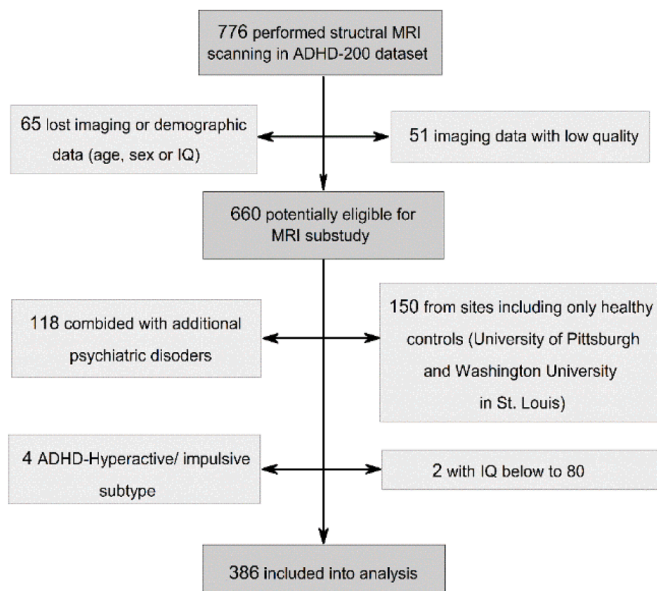 776 performed structral MRI
scanning in ADHD-200 dataset
65 lost imaging or demographic
data (age, sex or IQ)
51 imaging data with low quality
660 potentially eligible for
MRI substudy
118 combided with additional
psychiatric disoders
150 from sites including only healthy
controls (University of Pittsburgh
and Washington University
in St. Louis)
4 ADHD-Hyperactive/ impulsive
subtype
2 with IQ below to 80
386 included into analysis